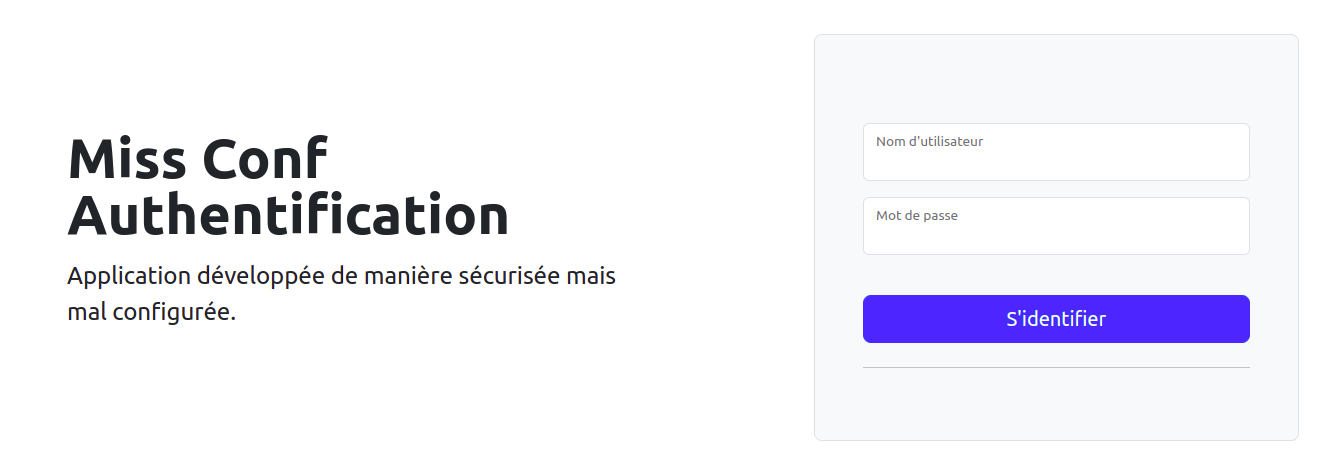 Miss Conf
Authentification
Application développée de manière sécurisée mais
mal configurée.
Nom d'utilisateur
Mot de passe
S'identifier